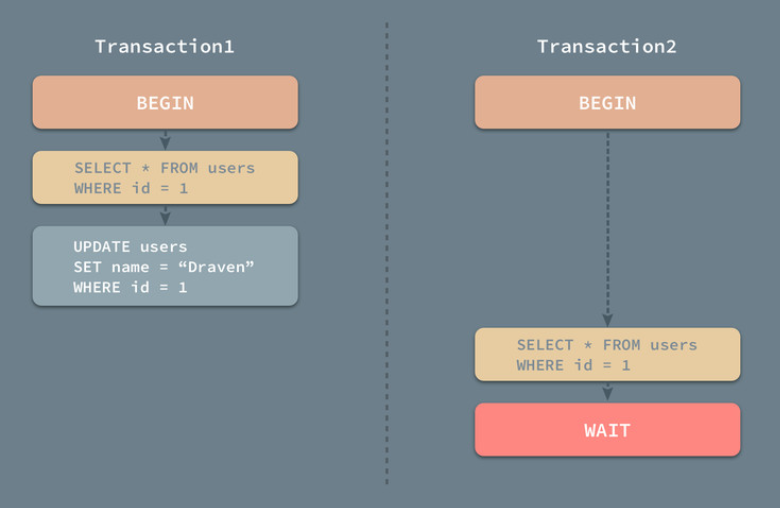 Transaction1
BEGIN
SELECT * FROM users
WHERE id = 1
UPDATE users
SET name = “Draven”
WHERE id = 1
Transaction2
BEGIN
SELECT * FROM users
WHERE id = 1
WAIT